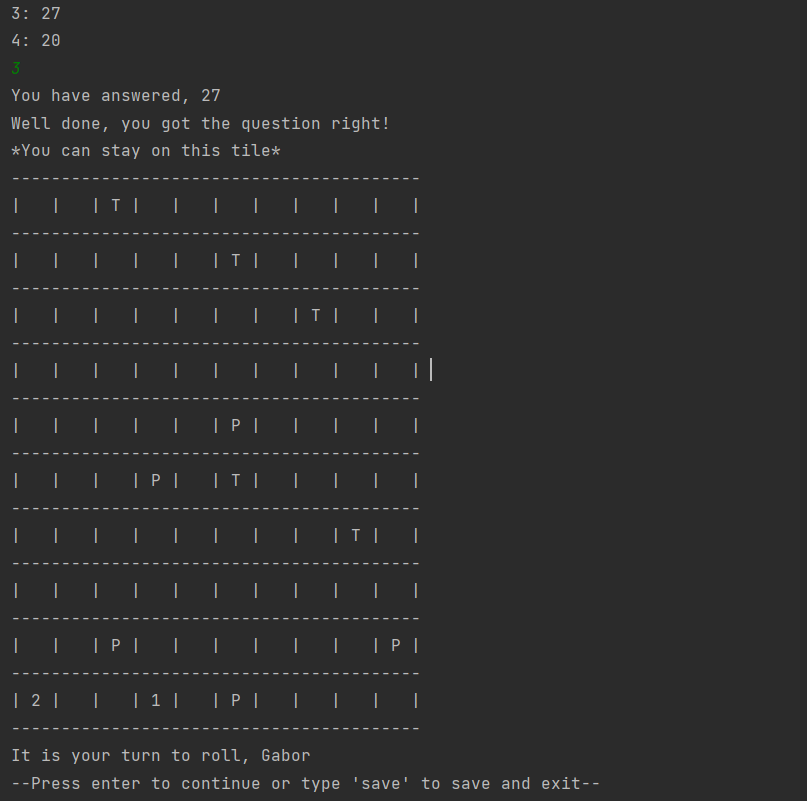 3: 27
4: 20
3
You have answered, 27
Well done, you got the question right!
*You can stay on this tile*
-----------------------------------------
|   |   | T |   |   |   |   |   |   |   |
-----------------------------------------
|   |   |   |   |   | T |   |   |   |   |
-----------------------------------------
|   |   |   |   |   |   |   | T |   |   |
-----------------------------------------
|   |   |   |   |   |   |   |   |   |   |
-----------------------------------------
|   |   |   |   |   | P |   |   |   |   |
-----------------------------------------
|   |   |   | P |   | T |   |   |   |   |
-----------------------------------------
|   |   |   |   |   |   |   |   | T |   |
-----------------------------------------
|   |   |   |   |   |   |   |   |   |   |
-----------------------------------------
|   |   | P |   |   |   |   |   |   | P |
-----------------------------------------
| 2 |   |   | 1 |   | P |   |   |   |   |
-----------------------------------------
It is your turn to roll, Gabor
--Press enter to continue or type 'save' to save and exit--